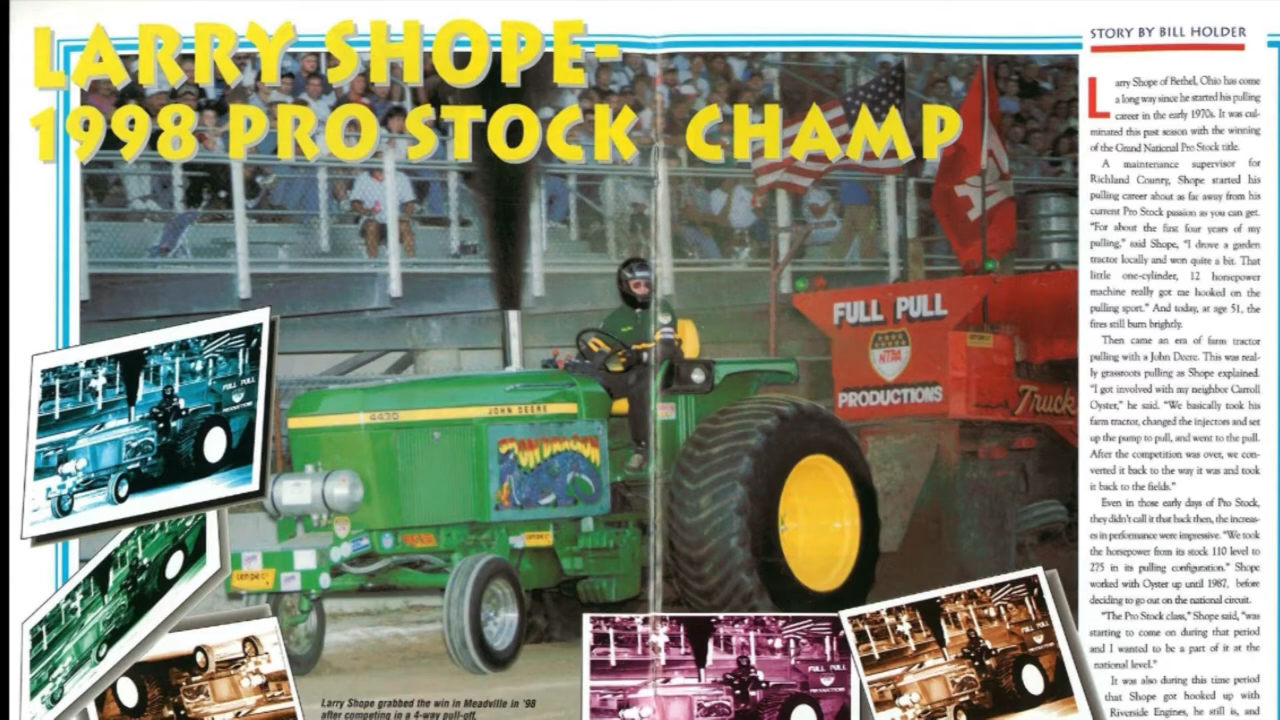 LARRY SHOPE-
1998 PRO STOCK CHAMP
STORY BY BILL HOLDER
Larry Shope of Bethel, Ohio has come
a long way since he started his pulling
career in the early 1970s. It was cul-
minated this past season with the winning
of the Grand National Pro Stock title.
A maintenance supervisor for
Richland County, Shope started his
pulling career about as far away from his
current Pro Stock passion as you can get.
"For about the first four years of my
pulling," said Shope, "I drove a garden
tractor locally and won quite a bit. That
little one-cylinder, 12 horsepower
machine really got me hooked on the
pulling sport." And today, at age 51, the
fires still burn brightly.
Then came an era of farm tractor
pulling with a John Deere. This was real-
ly grassroots pulling as Shope explained.
"I got involved with my neighbor Carroll
Oyster," he said. "We basically took his
farm tractor, changed the injectors and set
up the pump to pull, and went to the pull.
After the competition was over, we con-
verted it back to the way it was and took
it back to the fields."
Even in those early days of Pro Stock,
they didn't call it that back then, the increas-
es in performance were impressive. "We took
the horsepower from its stock 110 level to
275 in its pulling configuration." Shope
worked with Oyster up until 1987, before
deciding to go out on the national circuit.
"The Pro Stock class," Shope said, "was
starting to come on during that period
and I wanted to be a part of it at the
national level."
It was also during this time period
that Shope got hooked up with
Riverside Engines, he still is, and
FULL PULL
NTPA
PRODUCTIONS
Truck
4430
JOHN DEERE
IRON DRAGON
FULL PULL
PRODUCTIONS
FULL PULL
PRODUCTIONS
FULL PULL
Larry Shope grabbed the win in Meadville in '98
after competing in a 4-way pull-off.